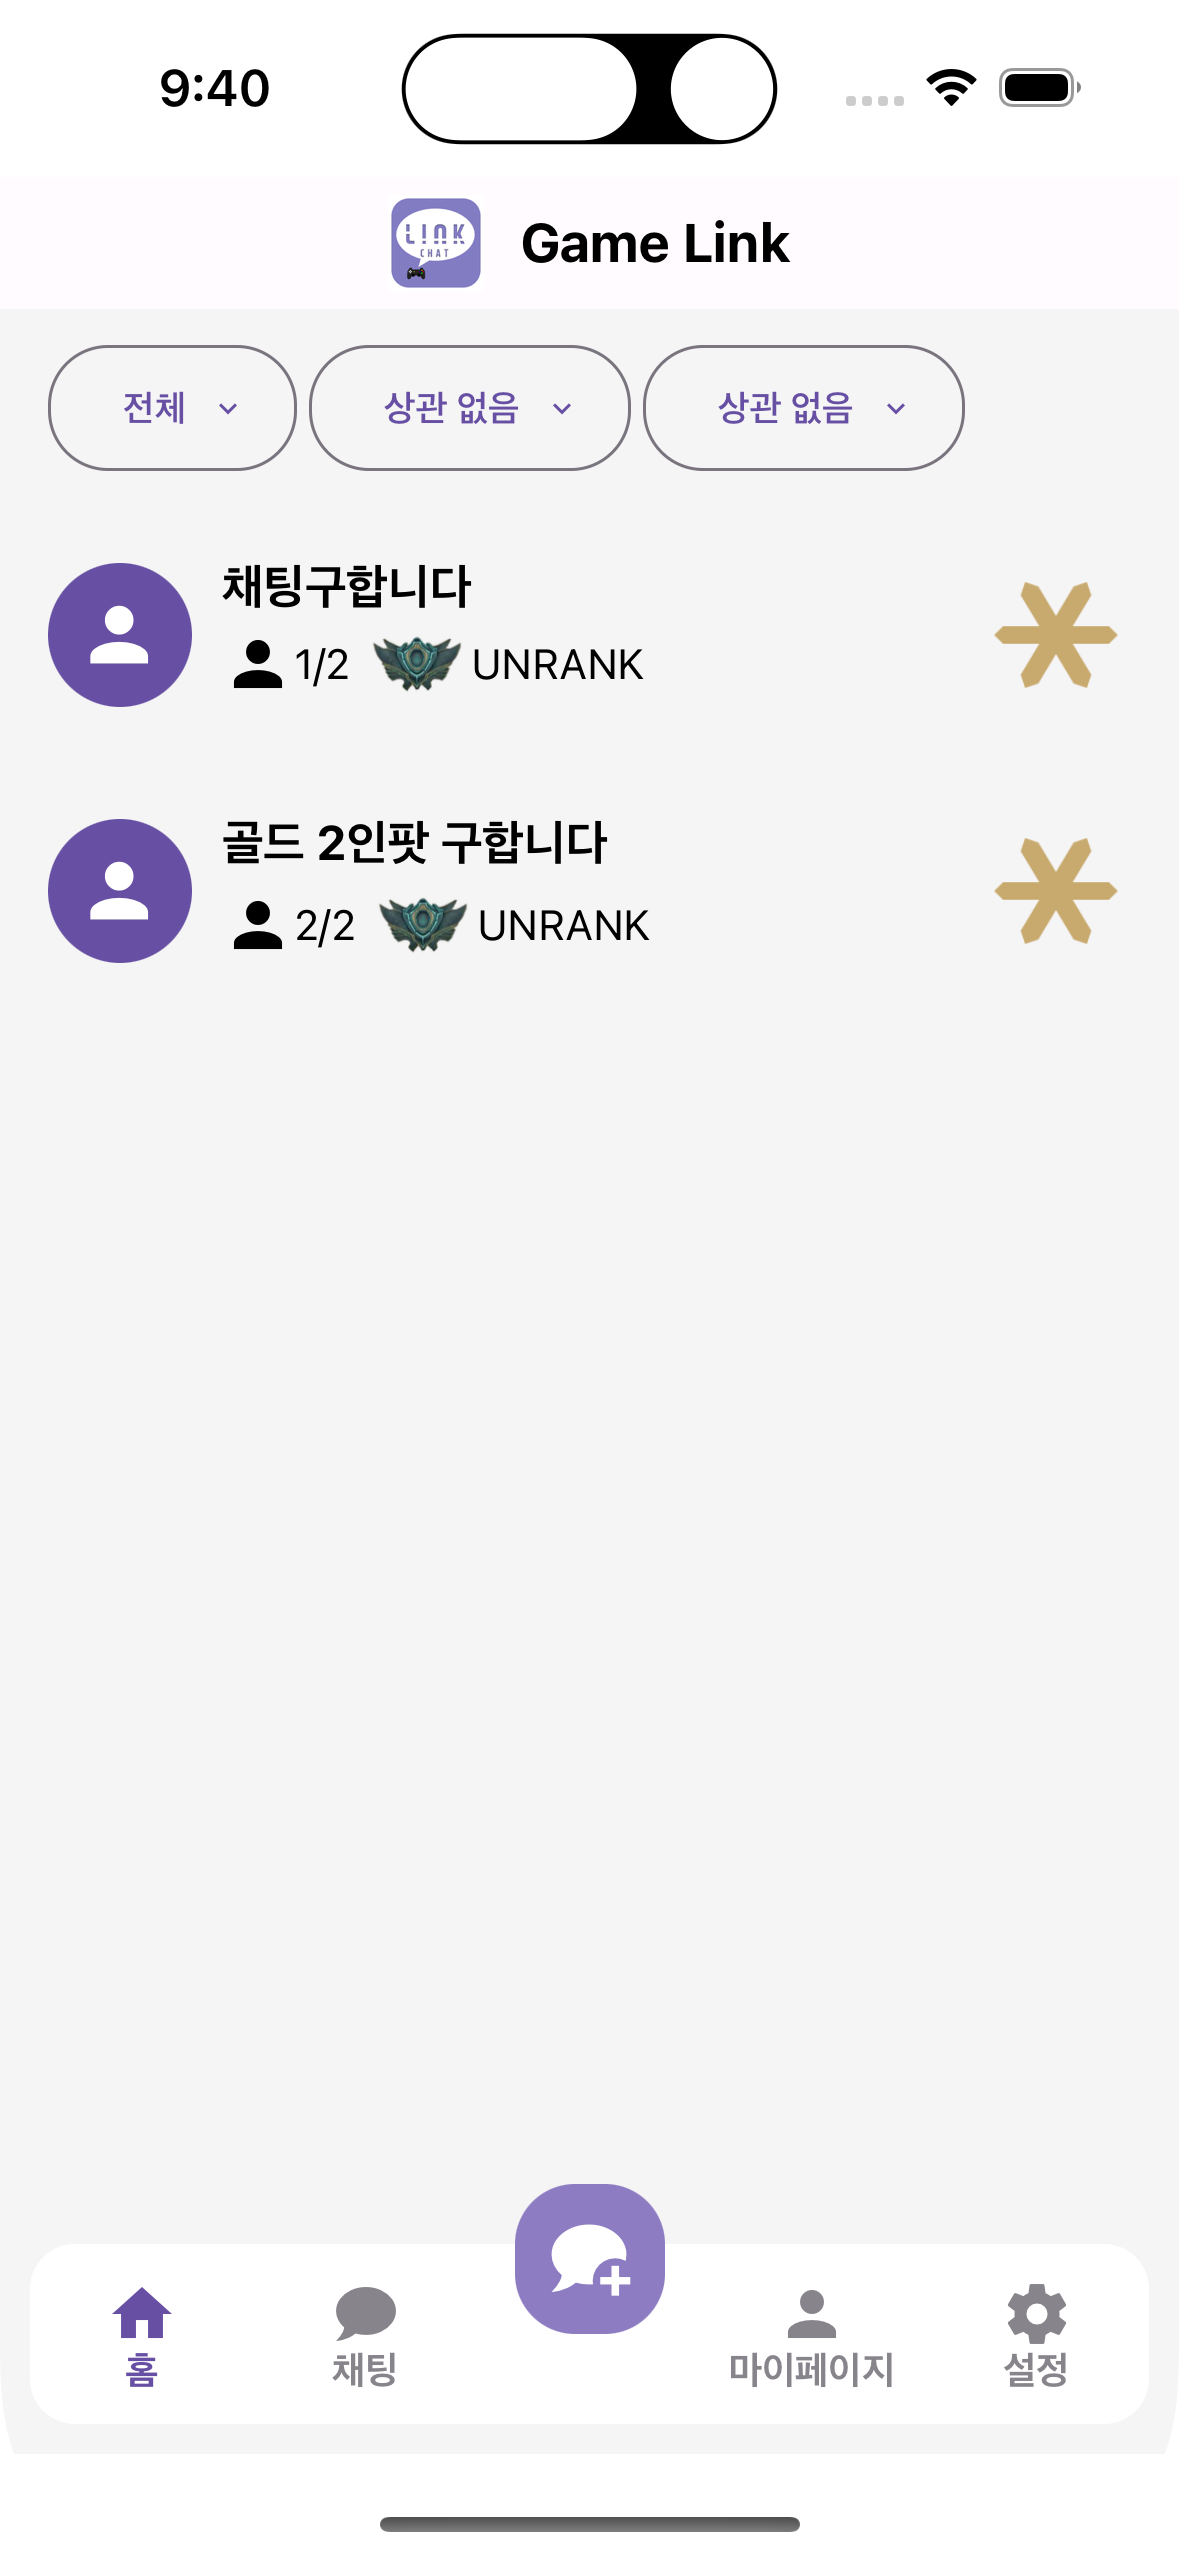 9:40
LINK
CHAT
Game Link
전체
상관 없음
상관 없음
채팅구합니다
1/2 UNRANK
골드 2인팟 구합니다
2/2 UNRANK
홈
채팅
마이페이지
설정